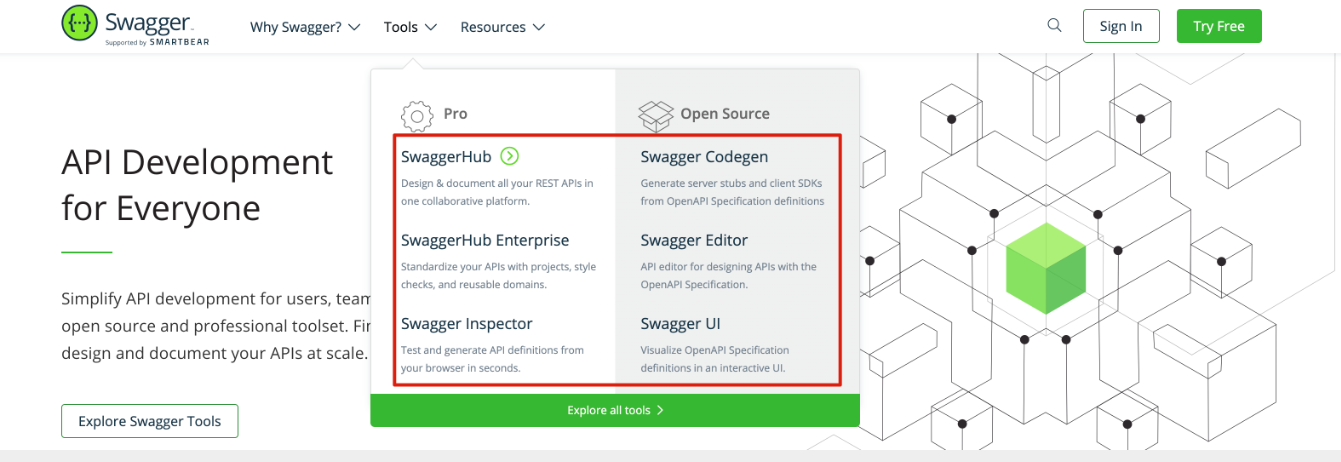 {···} Swagger
Supported by SMARTBEAR
Why Swagger?
Tools
Resources
Sign In
Try Free
API Development
for Everyone
Simplify API development for users, team
open source and professional toolset. Fi
design and document your APIs at scale.
Explore Swagger Tools
Pro
SwaggerHub
Design & document all your REST APIs in
one collaborative platform.
SwaggerHub Enterprise
Standardize your APIs with projects, style
checks, and reusable domains.
Swagger Inspector
Test and generate API definitions from
your browser in seconds.
Open Source
Swagger Codegen
Generate server stubs and client SDKs
from OpenAPI Specification definitions
Swagger Editor
API editor for designing APIs with the
OpenAPI Specification.
Swagger UI
Visualize OpenAPI Specification
definitions in an interactive UI.
Explore all tools